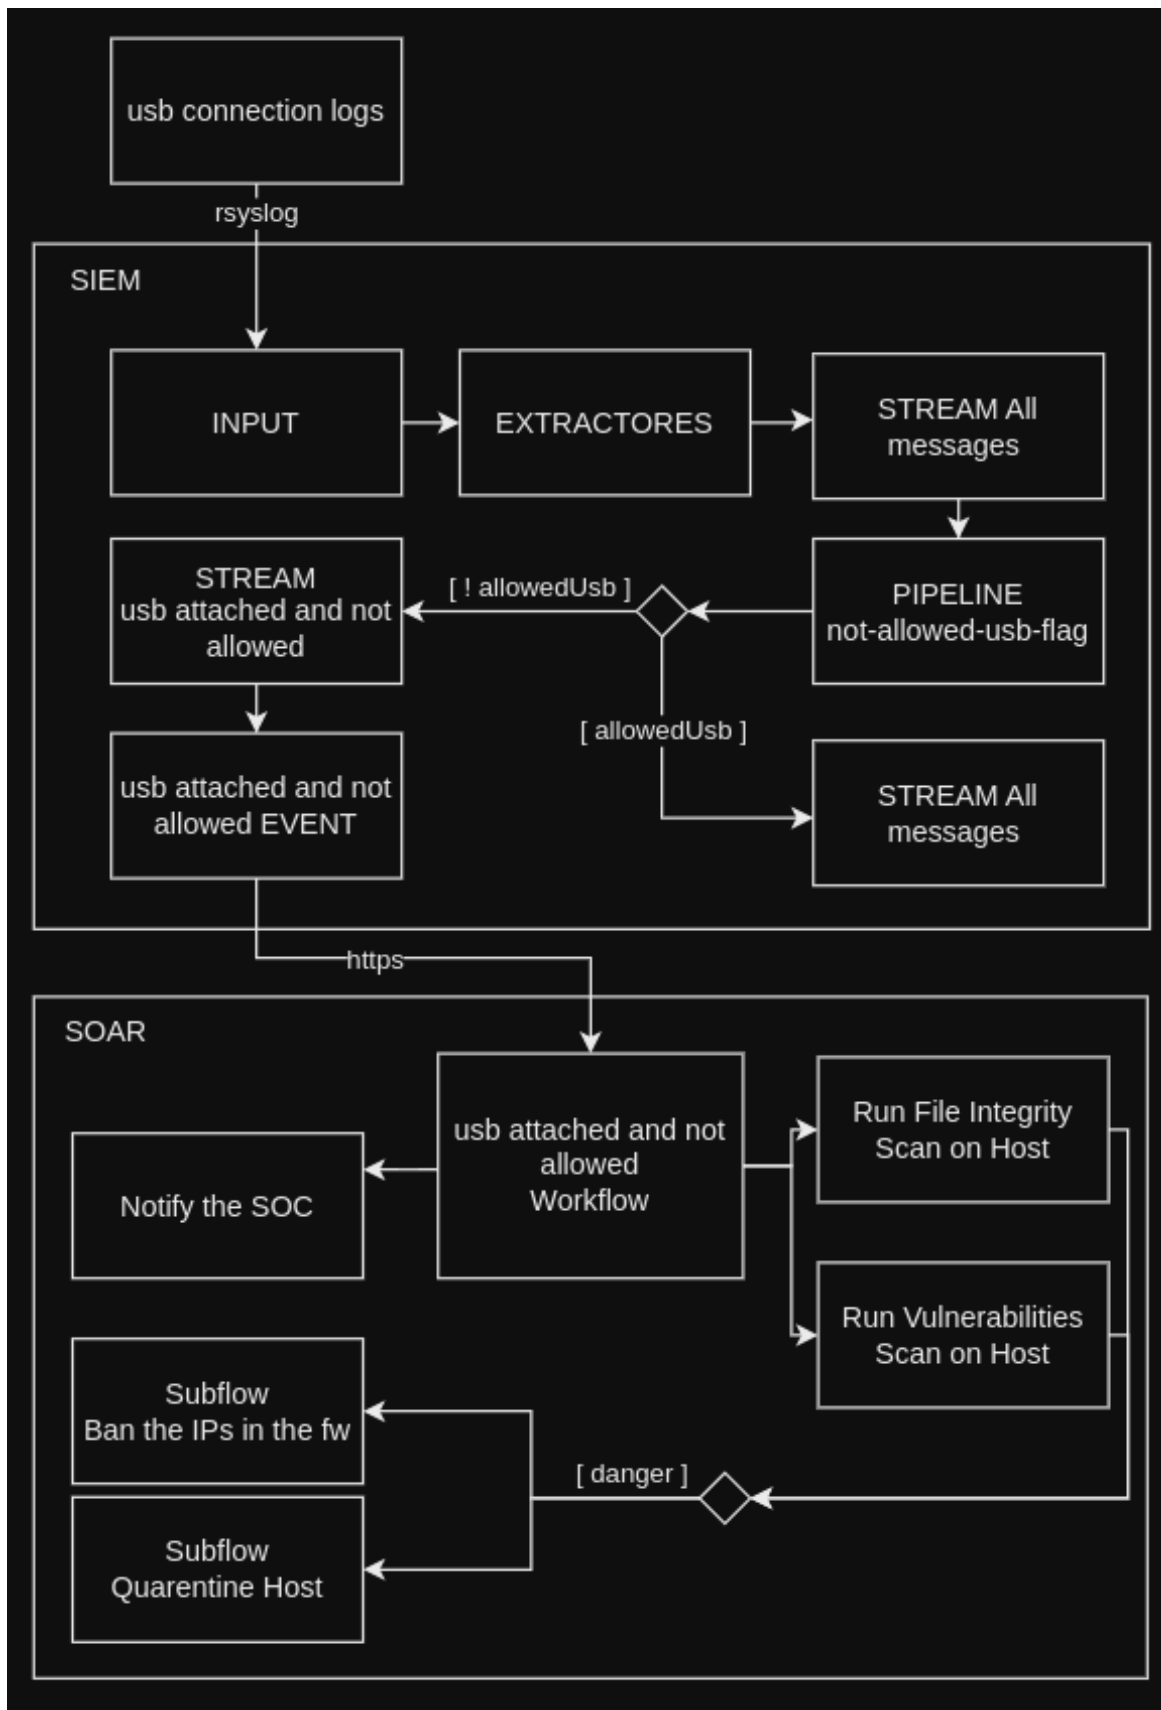 usb connection logs
rsyslog
SIEM
INPUT
EXTRACTORES
STREAM All
messages
STREAM
usb attached and not
allowed
[ ! allowedUsb ]
PIPELINE
not-allowed-usb-flag
[ allowedUsb ]
usb attached and not
allowed EVENT
STREAM All
messages
https
SOAR
usb attached and not
allowed
Workflow
Run File Integrity
Scan on Host
Notify the SOC
Run Vulnerabilities
Scan on Host
Subflow
Ban the IPs in the fw
[ danger ]
Subflow
Quarentine Host